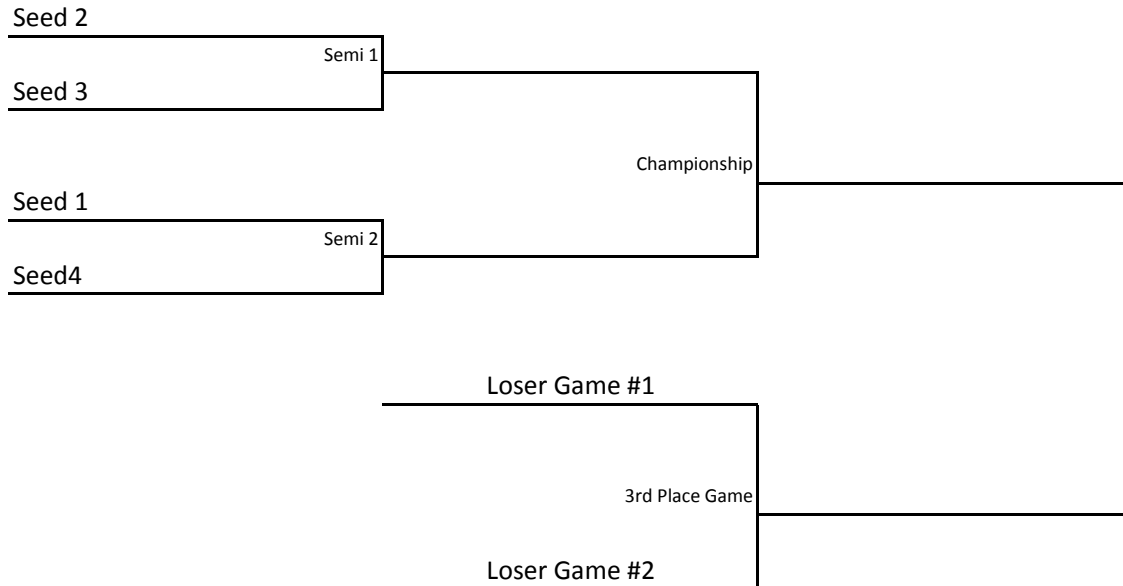 Seed 2
Semi 1
Seed 3
Championship
Seed 1
Semi 2
Seed4
Loser Game #1
3rd Place Game
Loser Game #2